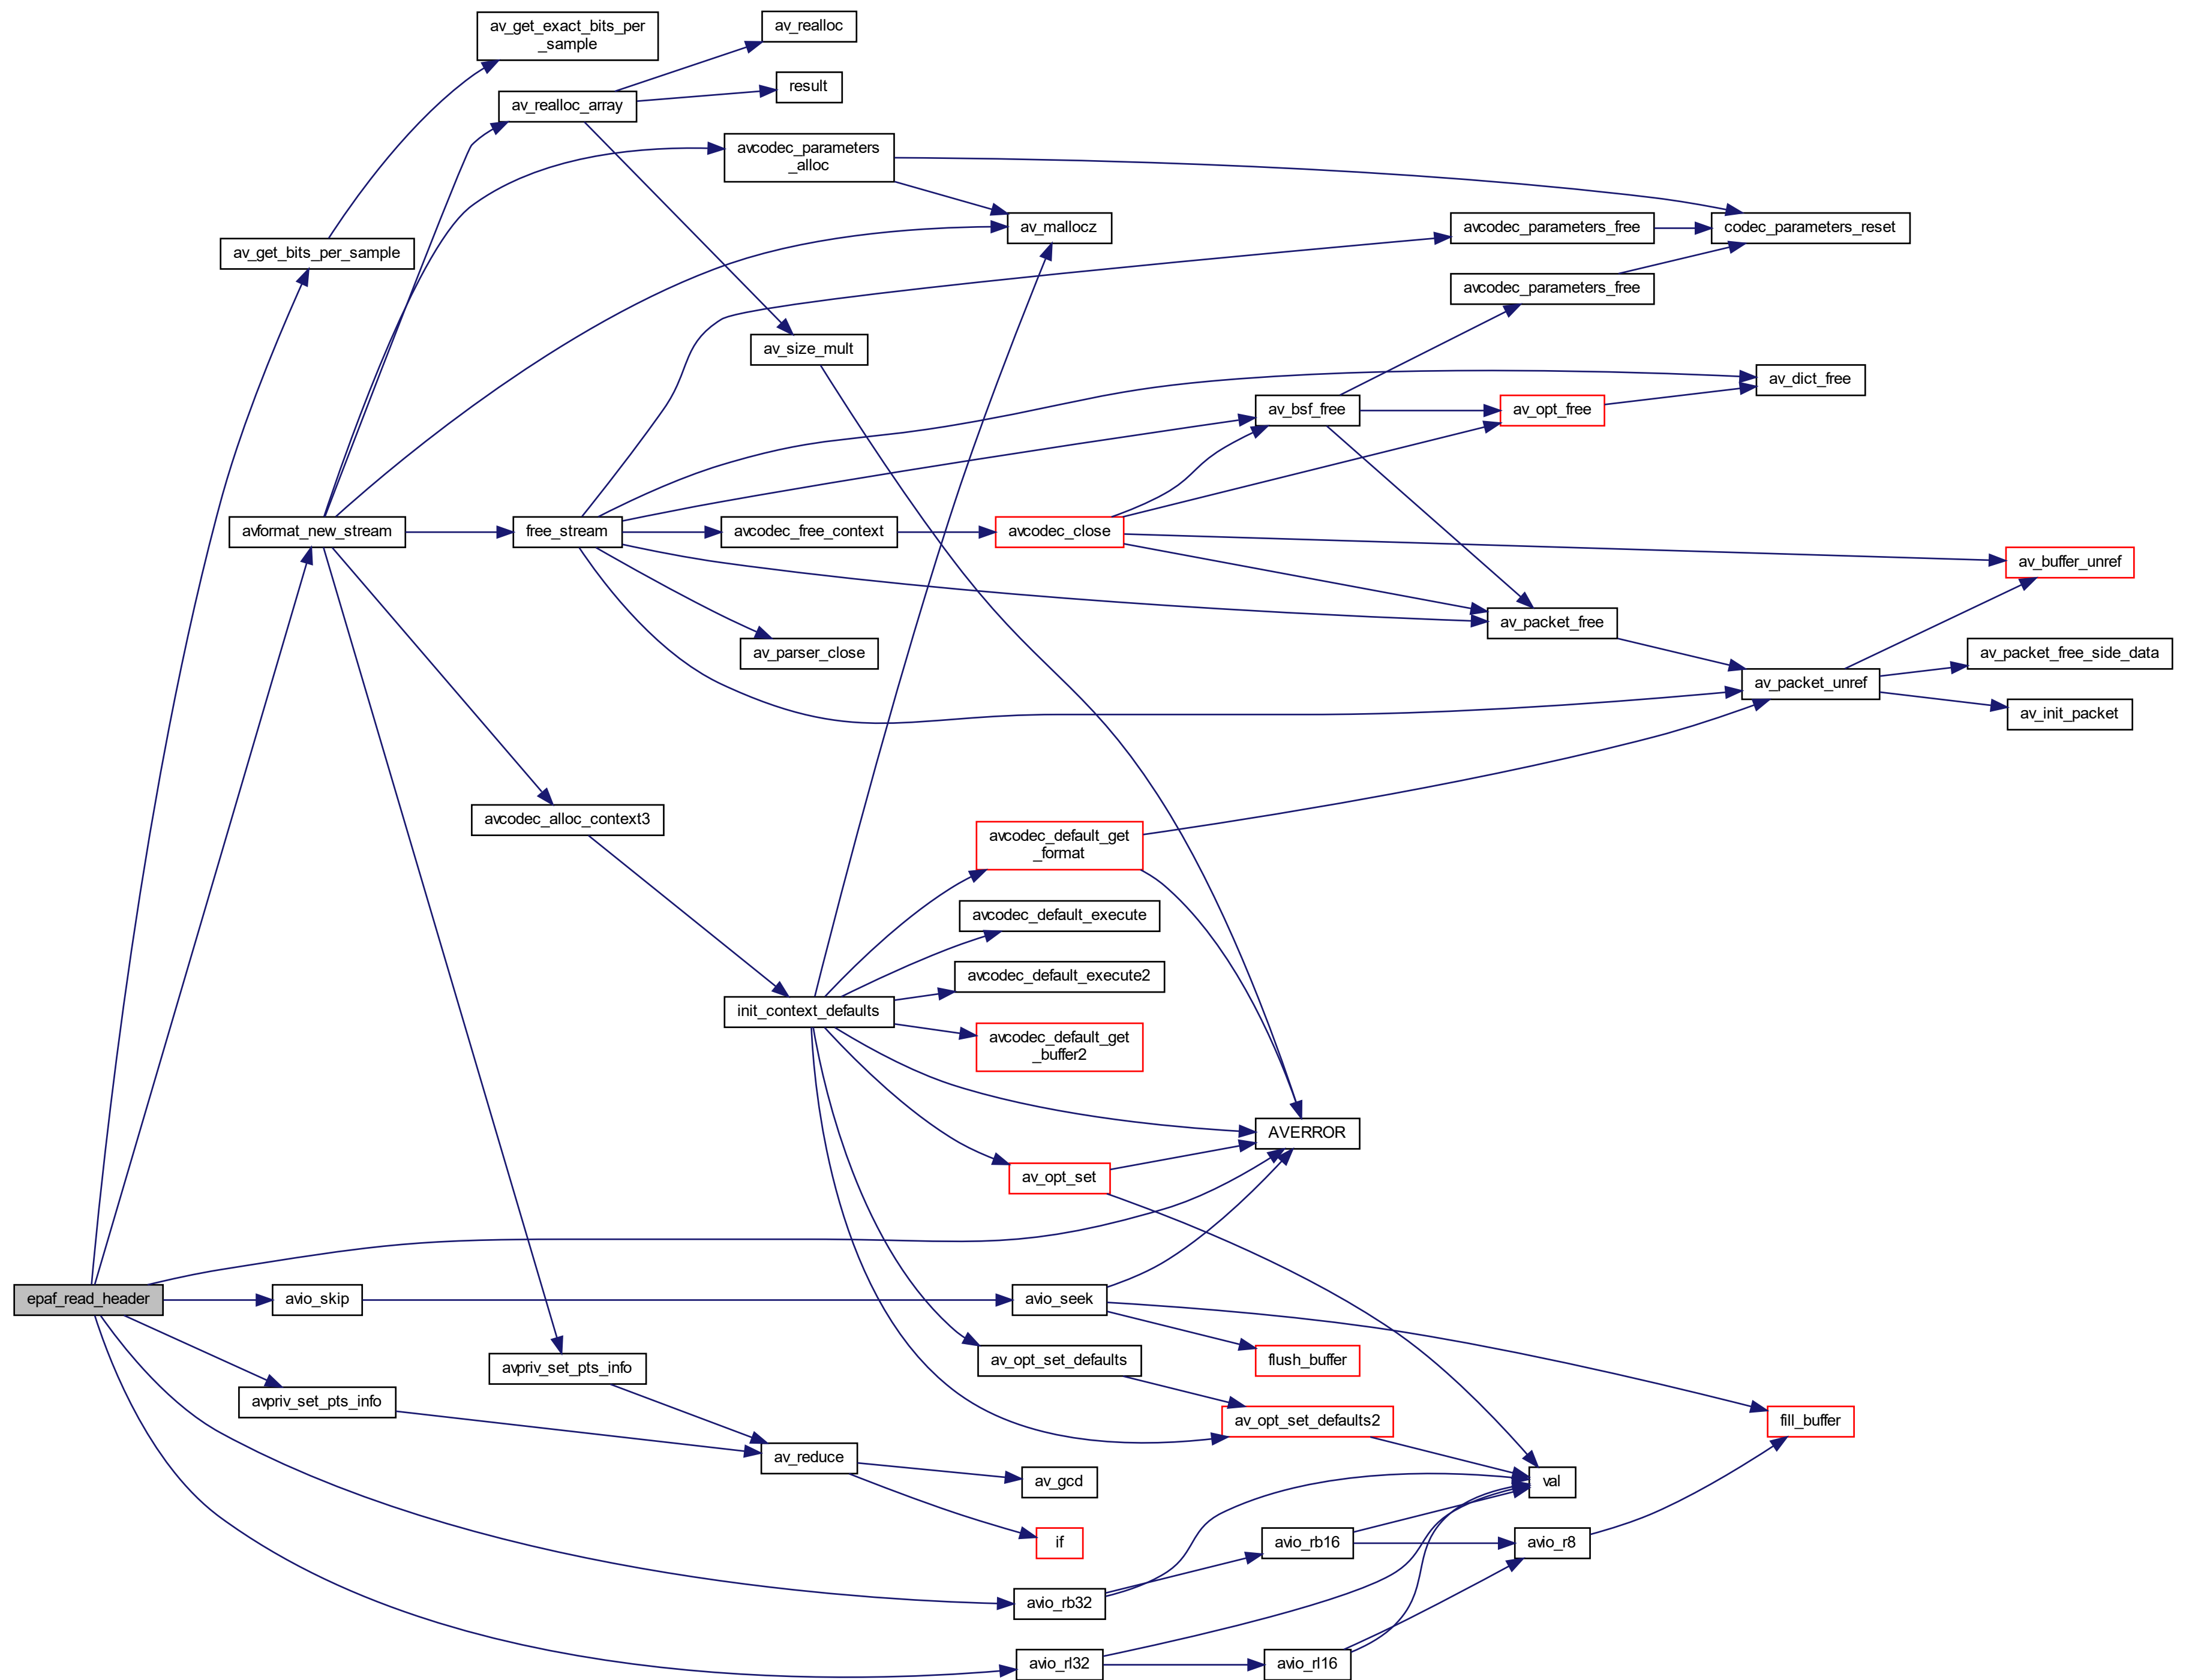 av_get_exact_bits_per
_sample
av_realloc
result
av_realloc_array
avcodec_parameters
_alloc
av_mallocz
avcodec_parameters_free
codec_parameters_reset
av_get_bits_per_sample
avcodec_parameters_free
av_size_mult
av_dict_free
av_bsf_free
av_opt_free
avformat_new_stream
free_stream
avcodec_free_context
avcodec_close
av_buffer_unref
av_packet_free
av_parser_close
av_packet_free_side_data
av_packet_unref
av_init_packet
avcodec_alloc_context3
avcodec_default_get
_format
avcodec_default_execute
avcodec_default_execute2
init_context_defaults
avcodec_default_get
_buffer2
AVERROR
av_opt_set
epaf_read_header
avio_skip
avio_seek
flush_buffer
av_opt_set_defaults
avpriv_set_pts_info
avpriv_set_pts_info
av_opt_set_defaults2
fill_buffer
av_reduce
av_gcd
val
if
avio_rb16
avio_r8
avio_rb32
avio_rl32
avio_rl16